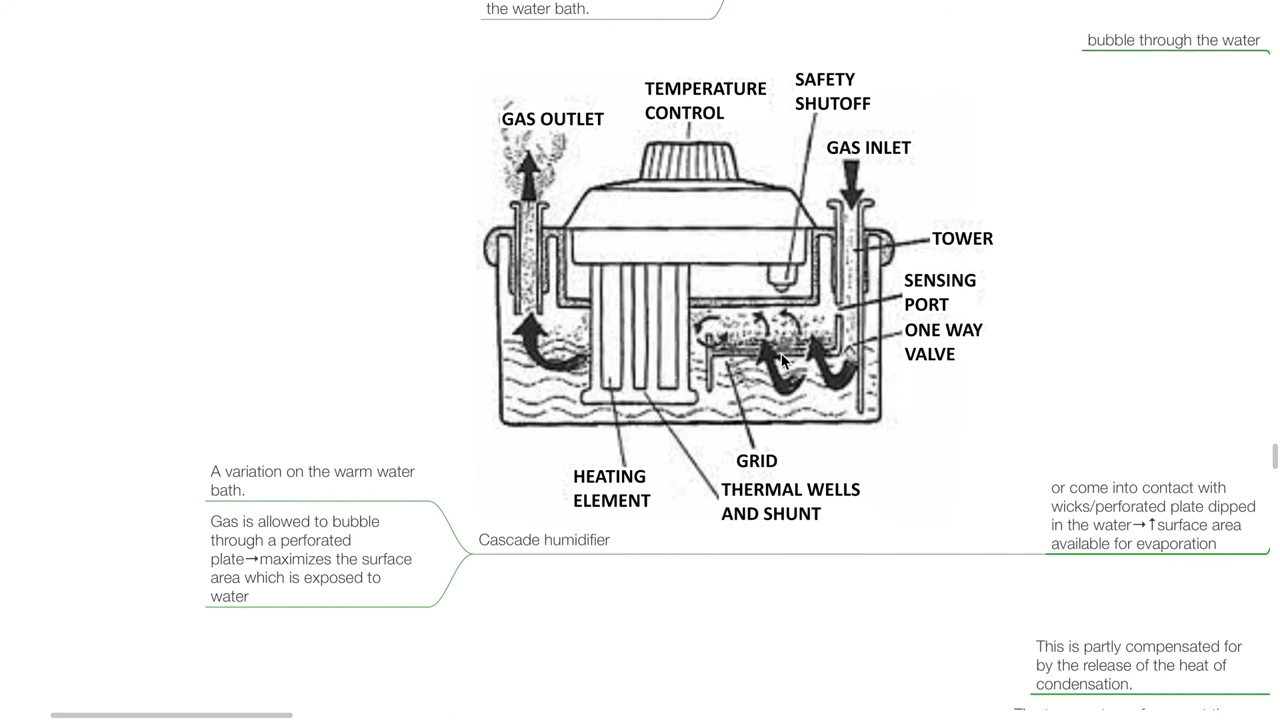 the water bath.
bubble through the water
SAFETY
SHUTOFF
TEMPERATURE
CONTROL
GAS OUTLET
GAS INLET
TOWER
SENSING
PORT
ONE WAY
VALVE
GRID
HEATING
ELEMENT
THERMAL WELLS
AND SHUNT
A variation on the warm water
bath.
Gas is allowed to bubble
through a perforated
plate→maximizes the surface
area which is exposed to
water
Cascade humidifier
or come into contact with
wicks/perforated plate dipped
in the water→↑surface area
available for evaporation
This is partly compensated for
by the release of the heat of
condensation.